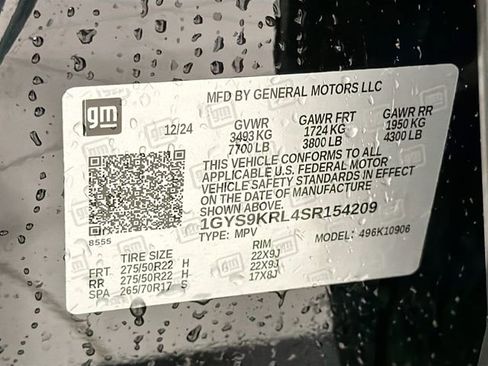 MFD BY GENERAL MOTORS LLC
gm
12/24
GVWR GAWR FRT GAWR RR
3493 KG 1724 KG 1950 KG
7700 LB 3800 LB 4300 LB
THIS VEHICLE CONFORMS TO ALL
APPLICABLE U.S. FEDERAL MOTOR
VEHICLE SAFETY STANDARDS IN EFFECT
ON THE DATE OF MANUFACTURE
SHOWN ABOVE.
1GYS9KRL4SR154209
TYPE: MPV MODEL: 496K10906
8555
TIRE SIZE RIM
FRT 275/50R22 H 22X9J
RR 275/50R22 H 22X9J
SPA 265/70R17 S 17X8J